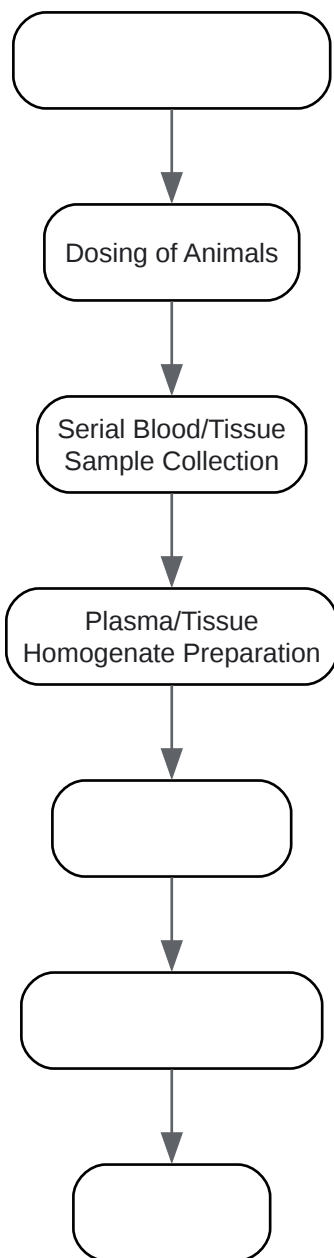 Dosing of Animals
Serial Blood/Tissue
Sample Collection
Plasma/Tissue
Homogenate Preparation